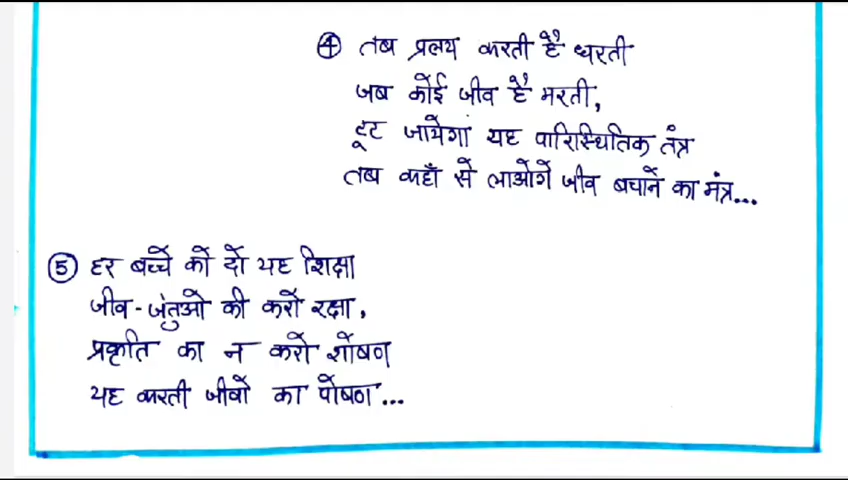 ④ तब प्रलय करती है धरती
जब कोई जीव है मरती,
टूट जायेगा यह पारिस्थितिक तंत्र
तब कहाँ से लाओगे जीव बचाने का मंत्र...
⑤ हर बच्चे को दो यह शिक्षा
जीव-जंतुओ की करो रक्षा,
प्रकृति का न करो शोषण
यह करती जीवों का पोषण...